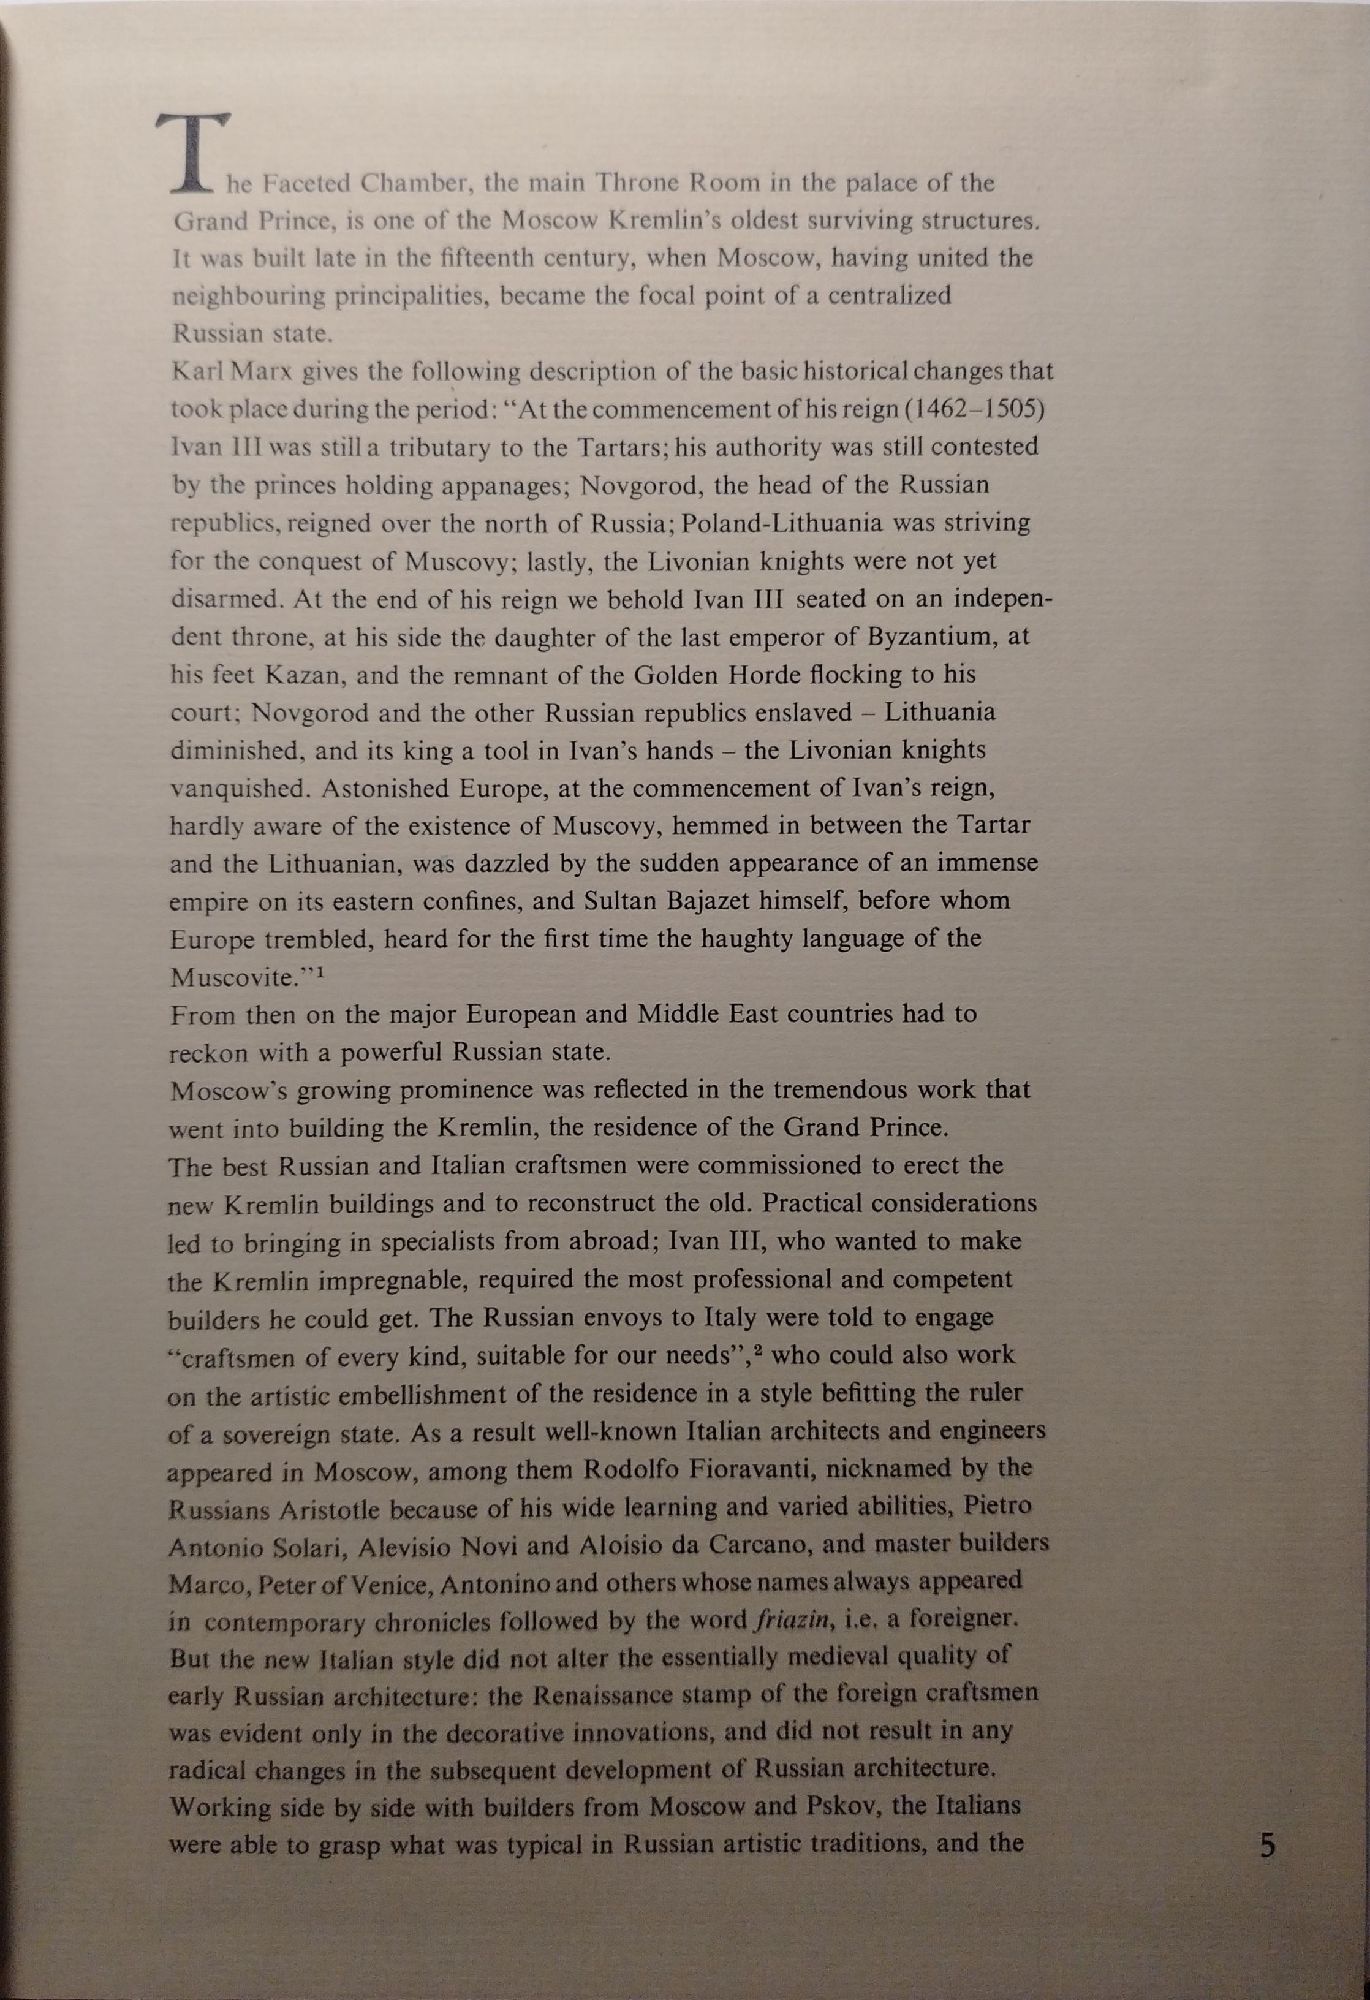 The Faceted Chamber, the main Throne Room in the palace of the
Grand Prince, is one of the Moscow Kremlin's oldest surviving structures.
It was built late in the fifteenth century, when Moscow, having united the
neighbouring principalities, became the focal point of a centralized
Russian state.
Karl Marx gives the following description of the basic historical changes that
took place during the period: “At the commencement of his reign (1462–1505)
Ivan III was still a tributary to the Tartars; his authority was still contested
by the princes holding appanages; Novgorod, the head of the Russian
republics, reigned over the north of Russia; Poland-Lithuania was striving
for the conquest of Muscovy; lastly, the Livonian knights were not yet
disarmed. At the end of his reign we behold Ivan III seated on an indepen-
dent throne, at his side the daughter of the last emperor of Byzantium, at
his feet Kazan, and the remnant of the Golden Horde flocking to his
court; Novgorod and the other Russian republics enslaved – Lithuania
diminished, and its king a tool in Ivan's hands – the Livonian knights
vanquished. Astonished Europe, at the commencement of Ivan's reign,
hardly aware of the existence of Muscovy, hemmed in between the Tartar
and the Lithuanian, was dazzled by the sudden appearance of an immense
empire on its eastern confines, and Sultan Bajazet himself, before whom
Europe trembled, heard for the first time the haughty language of the
Muscovite.”¹
From then on the major European and Middle East countries had to
reckon with a powerful Russian state.
Moscow's growing prominence was reflected in the tremendous work that
went into building the Kremlin, the residence of the Grand Prince.
The best Russian and Italian craftsmen were commissioned to erect the
new Kremlin buildings and to reconstruct the old. Practical considerations
led to bringing in specialists from abroad; Ivan III, who wanted to make
the Kremlin impregnable, required the most professional and competent
builders he could get. The Russian envoys to Italy were told to engage
“craftsmen of every kind, suitable for our needs”,² who could also work
on the artistic embellishment of the residence in a style befitting the ruler
of a sovereign state. As a result well-known Italian architects and engineers
appeared in Moscow, among them Rodolfo Fioravanti, nicknamed by the
Russians Aristotle because of his wide learning and varied abilities, Pietro
Antonio Solari, Alevisio Novi and Aloisio da Carcano, and master builders
Marco, Peter of Venice, Antonino and others whose names always appeared
in contemporary chronicles followed by the word friazin, i.e. a foreigner.
But the new Italian style did not alter the essentially medieval quality of
early Russian architecture: the Renaissance stamp of the foreign craftsmen
was evident only in the decorative innovations, and did not result in any
radical changes in the subsequent development of Russian architecture.
Working side by side with builders from Moscow and Pskov, the Italians
were able to grasp what was typical in Russian artistic traditions, and the
5